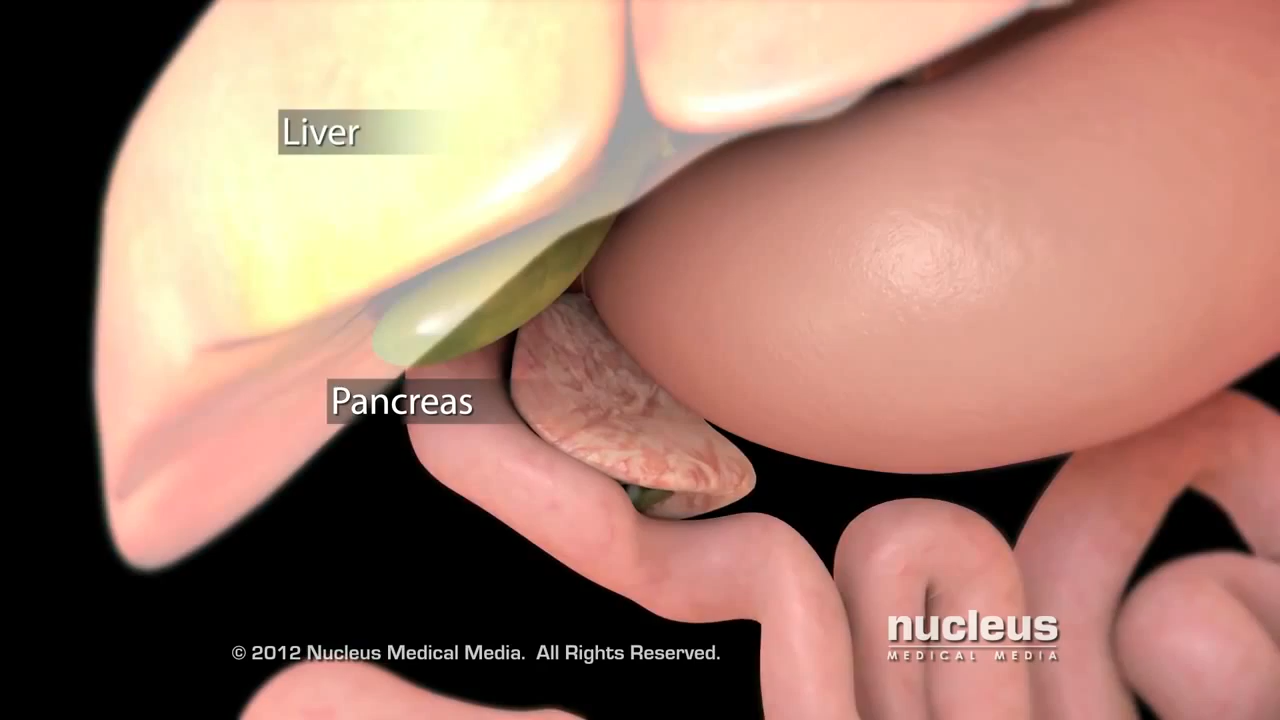 Liver
Pancreas
nucleus
MEDICAL MEDIA
© 2012 Nucleus Medical Media. All Rights Reserved.